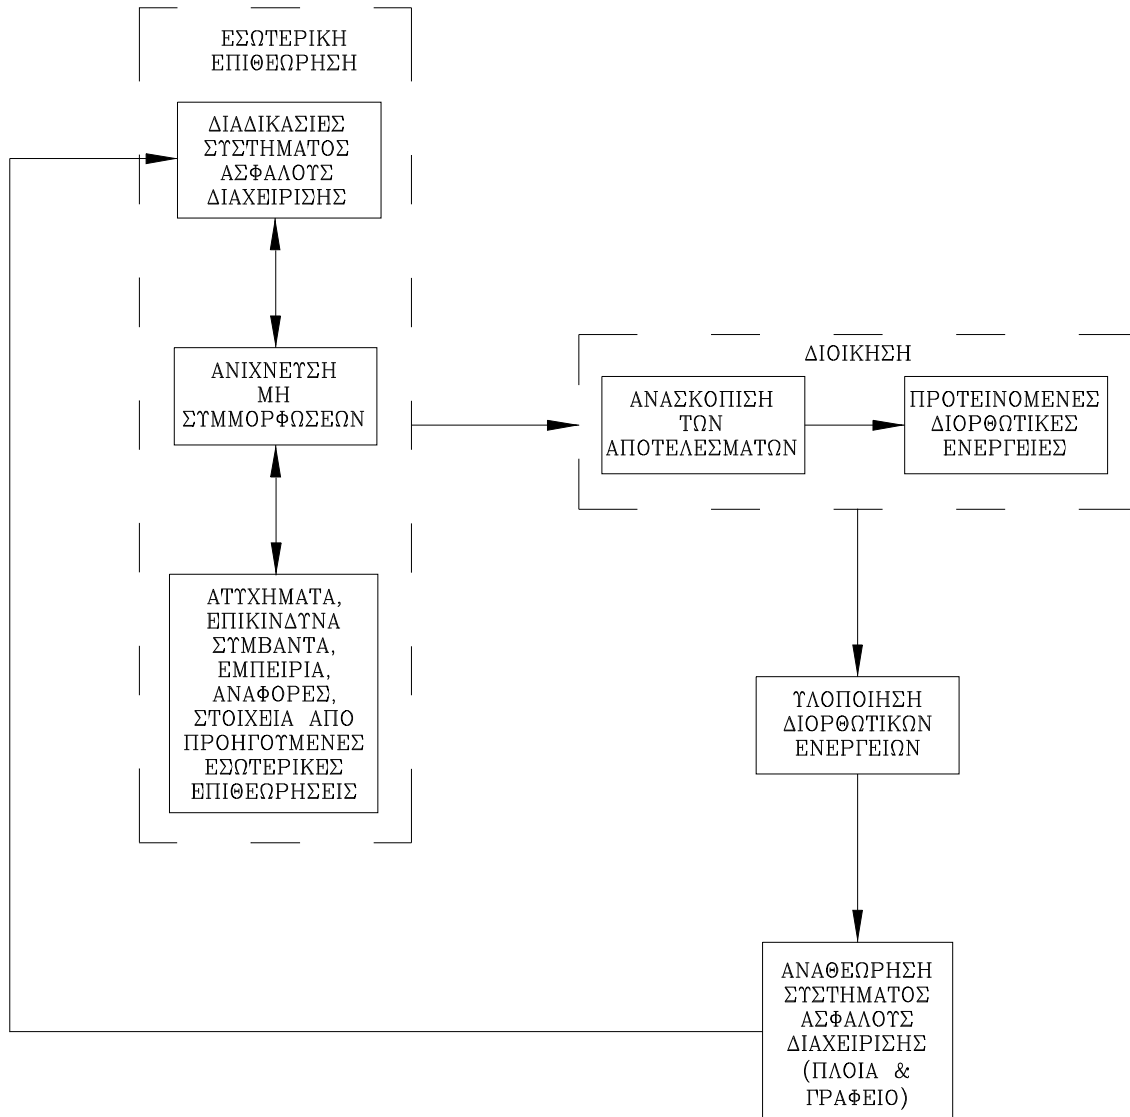 ΕΣΩΤΕΡΙΚΗ
ΕΠΙΘΕΩΡΗΣΗ
ΔΙΑΔΙΚΑΣΙΕΣ
ΣΥΣΤΗΜΑΤΟΣ
ΑΣΦΑΛΟΥΣ
ΔΙΑΧΕΙΡΙΣΗΣ
ΑΝΙΧΝΕΥΣΗ
ΜΗ
ΣΥΜΜΟΡΦΩΣΕΩΝ
ΑΤΥΧΗΜΑΤΑ,
ΕΠΙΚΙΝΔΥΝΑ
ΣΥΜΒΑΝΤΑ,
ΕΜΠΕΙΡΙΑ,
ΑΝΑΦΟΡΕΣ,
ΣΤΟΙΧΕΙΑ ΑΠΟ
ΠΡΟΗΓΟΥΜΕΝΕΣ
ΕΣΩΤΕΡΙΚΕΣ
ΕΠΙΘΕΩΡΗΣΕΙΣ
ΔΙΟΙΚΗΣΗ
ΑΝΑΣΚΟΠΙΣΗ
ΤΩΝ
ΑΠΟΤΕΛΕΣΜΑΤΩΝ
ΠΡΟΤΕΙΝΟΜΕΝΕΣ
ΔΙΟΡΘΩΤΙΚΕΣ
ΕΝΕΡΓΕΙΕΣ
ΥΛΟΠΟΙΗΣΗ
ΔΙΟΡΘΩΤΙΚΩΝ
ΕΝΕΡΓΕΙΩΝ
ΑΝΑΘΕΩΡΗΣΗ
ΣΥΣΤΗΜΑΤΟΣ
ΑΣΦΑΛΟΥΣ
ΔΙΑΧΕΙΡΙΣΗΣ
(ΠΛΟΙΑ &
ΓΡΑΦΕΙΟ)